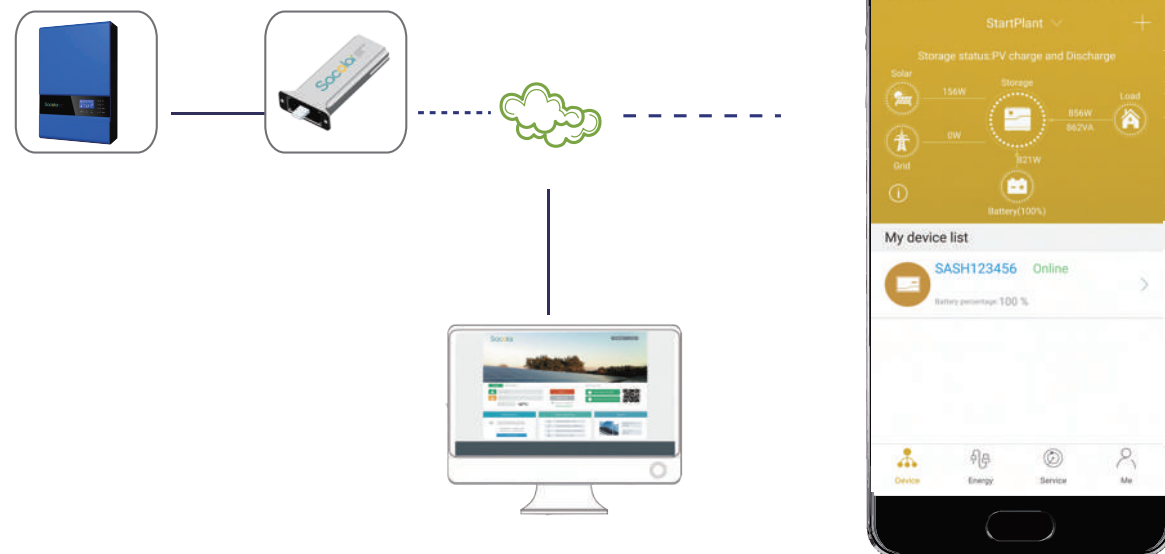 Socolar
StartPlant
Storage status:PV charge and Discharge
Solar
Storage
Load
156W
856W
862VA
0W
Grid
821W
Battery(100%)
My device list
SASH123456 Online
Battery percentage:100 %
Device
Energy
Service
Me